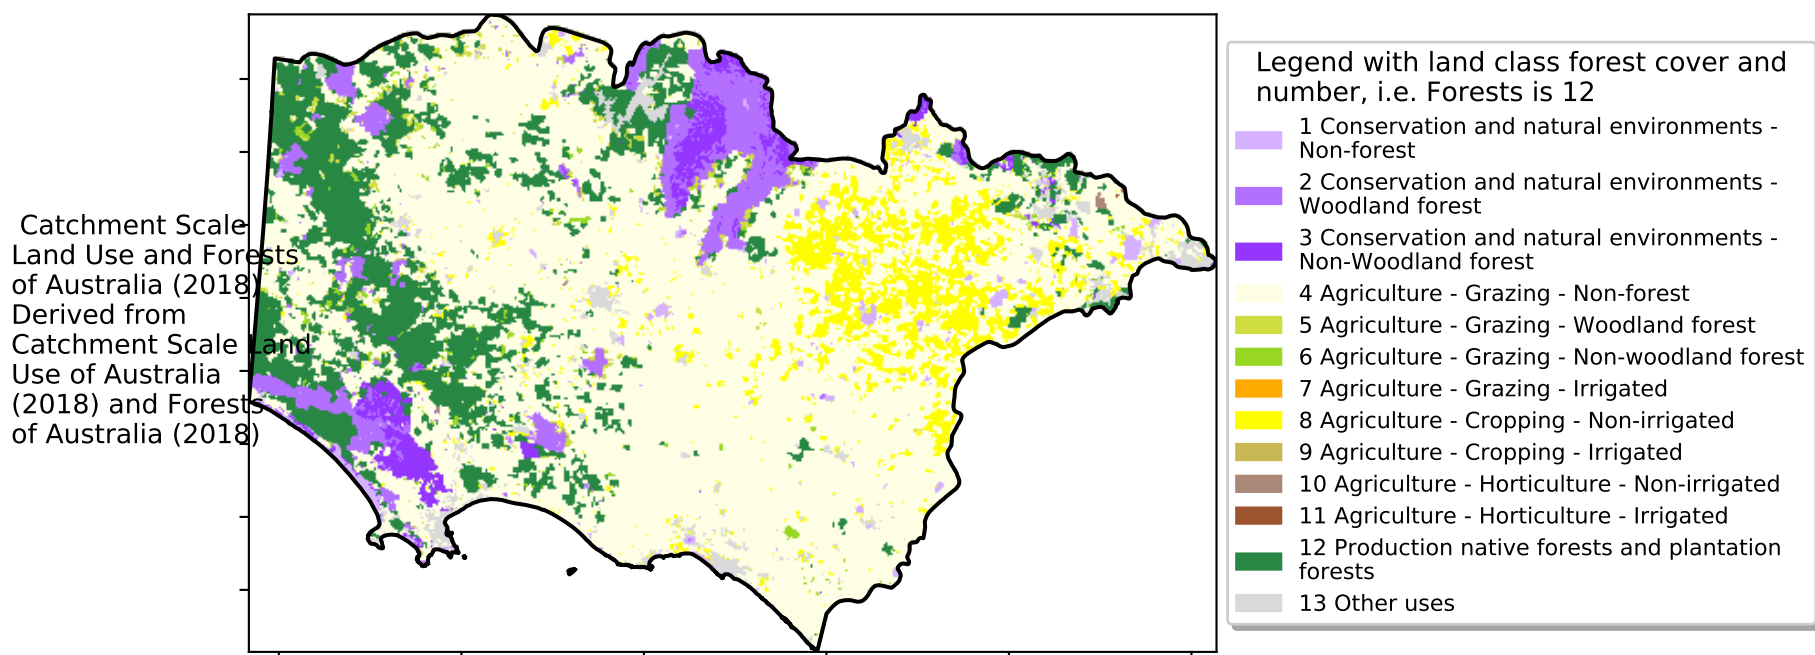 Catchment Scale
Land Use and Forests
of Australia (2018)
Derived from
Catchment Scale Land
Use of Australia
(2018) and Forests
of Australia (2018)
Legend with land class forest cover and
number, i.e. Forests is 12
1 Conservation and natural environments -
Non-forest
2 Conservation and natural environments -
Woodland forest
3 Conservation and natural environments -
Non-Woodland forest
4 Agriculture - Grazing - Non-forest
5 Agriculture - Grazing - Woodland forest
6 Agriculture - Grazing - Non-woodland forest
7 Agriculture - Grazing - Irrigated
8 Agriculture - Cropping - Non-irrigated
9 Agriculture - Cropping - Irrigated
10 Agriculture - Horticulture - Non-irrigated
11 Agriculture - Horticulture - Irrigated
12 Production native forests and plantation
forests
13 Other uses